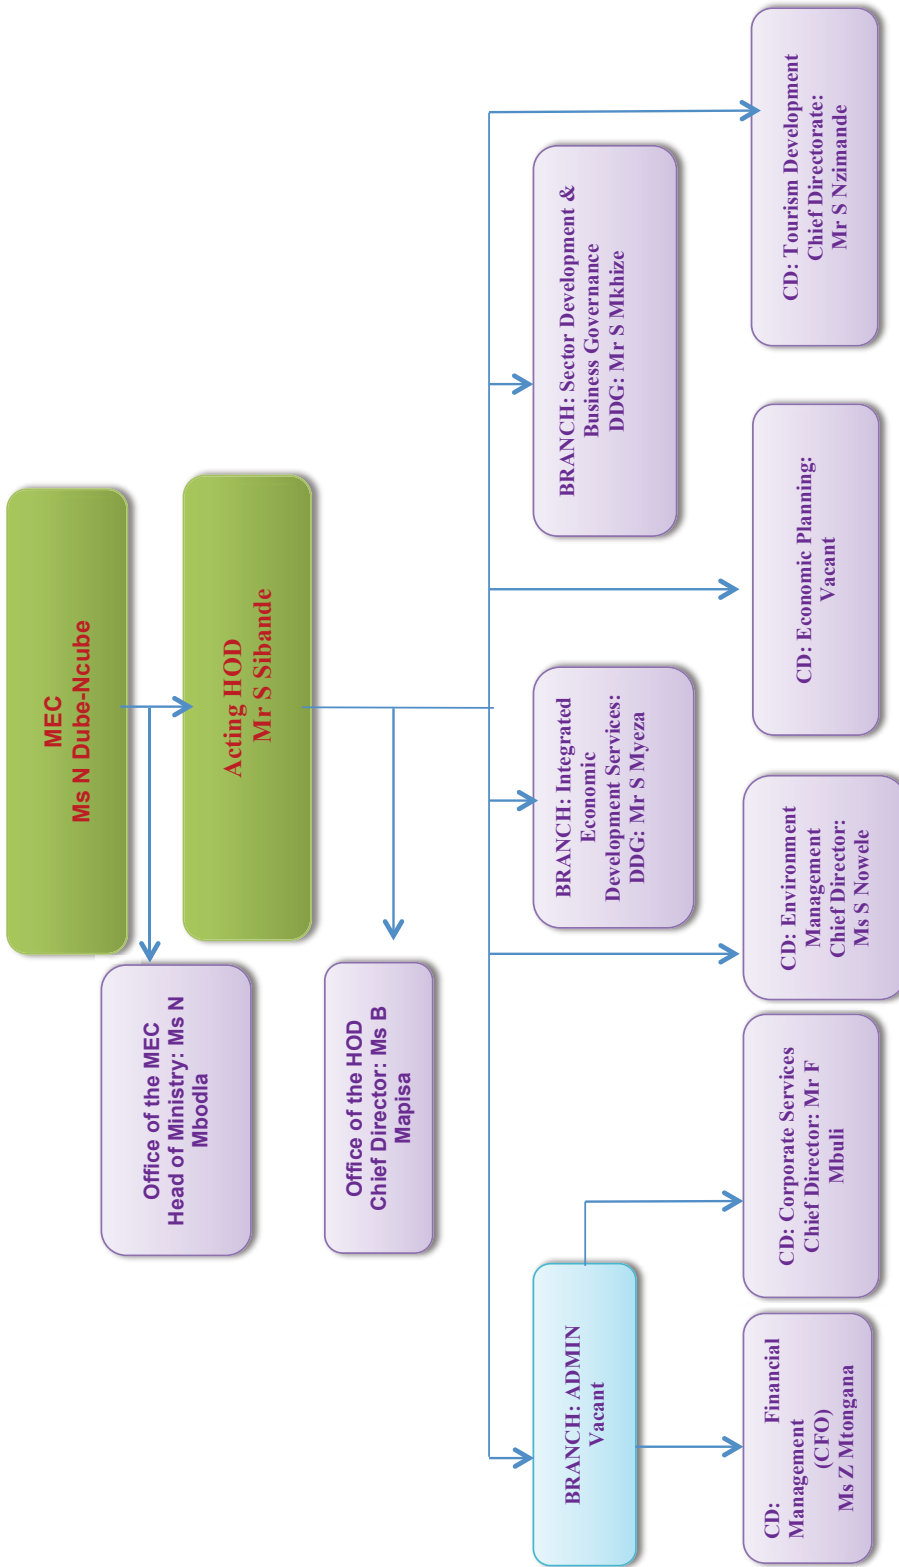 MEC
Ms N Dube-Ncube
Office of the MEC
Head of Ministry: Ms N
Mbodla
Acting HOD
Mr S Sibande
Office of the HOD
Chief Director: Ms B
Mapisa
BRANCH: ADMIN
Vacant
BRANCH: Integrated
Economic
Development Services:
DDG: Mr S Myeza
BRANCH: Sector Development &
Business Governance
DDG: Mr S Mkhize
CD: Financial
Management
(CFO)
Ms Z Mtongana
CD: Corporate Services
Chief Director: Mr F
Mbuli
CD: Environment
Management
Chief Director:
Ms S Nowele
CD: Economic Planning:
Vacant
CD: Tourism Development
Chief Directorate:
Mr S Nzimande